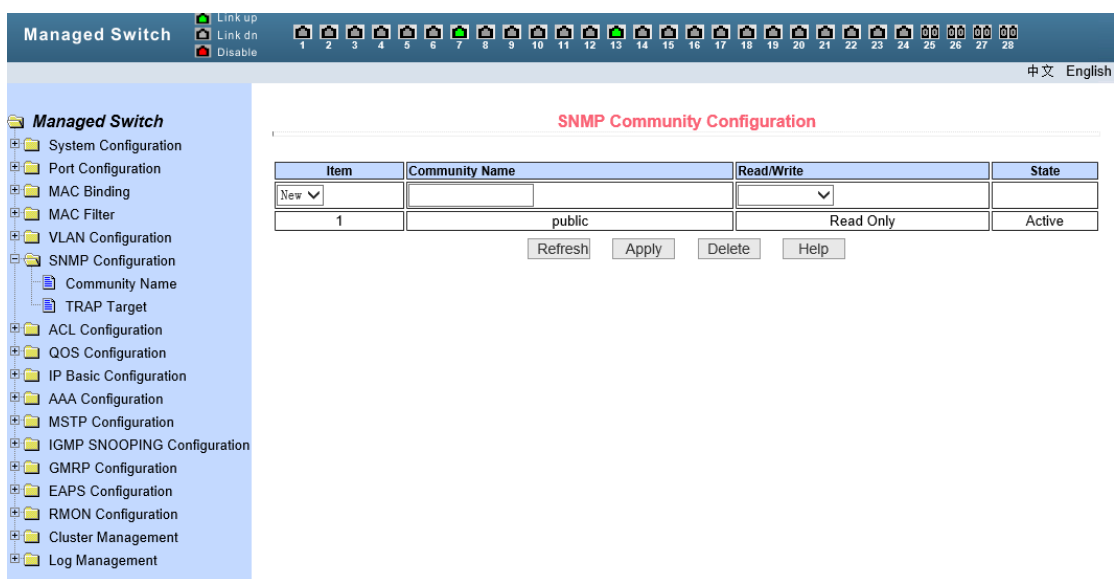 Managed Switch
Link up
Link dn
Disable
1 2 3 4 5 6 7 8 9 10 11 12 13 14 15 16 17 18 19 20 21 22 23 24 25 26 27 28
中文 English
Managed Switch
System Configuration
Port Configuration
MAC Binding
MAC Filter
VLAN Configuration
SNMP Configuration
Community Name
TRAP Target
ACL Configuration
QOS Configuration
IP Basic Configuration
AAA Configuration
MSTP Configuration
IGMP SNOOPING Configuration
GMRP Configuration
EAPS Configuration
RMON Configuration
Cluster Management
Log Management
SNMP Community Configuration
Item Community Name Read/Write State
New
1 public Read Only Active
Refresh Apply Delete Help